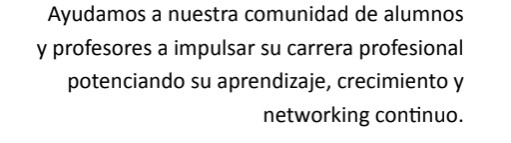 Ayudamos a nuestra comunidad de alumnos
y profesores a impulsar su carrera profesional
potenciando su aprendizaje, crecimiento y
networking continuo.